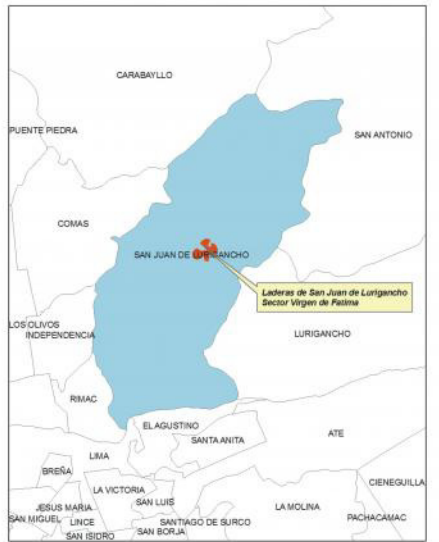 CARABAYLLO
PUENTE PIEDRA
SAN ANTONIO
COMAS
SAN JUAN DE LURIGANCHO
Laderas de San Juan de Lurigancho
Sector Virgen de Fatima
LOS OLIVOS
INDEPENDENCIA
LURIGANCHO
RIMAC
EL AGUSTINO
SANTA ANITA
ATE
LIMA
BREÑA
CIENEGUILLA
LA VICTORIA
SAN LUIS
JESUS MARIA
LA MOLINA
SAN MIGUEL
LINCE
SANTIAGO DE SURCO
PACHACAMAC
SAN ISIDRO
SAN BORJA